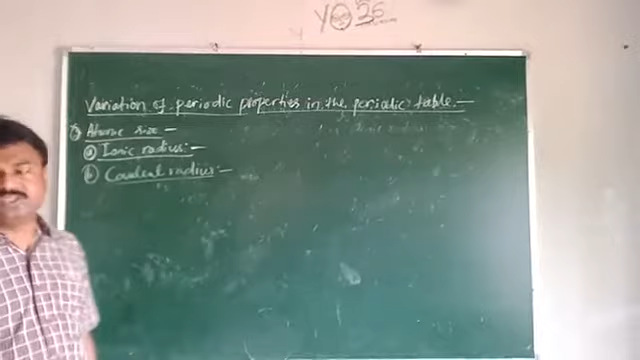 Variation of periodic properties in the periodic table.—
Atomic size —
(a) Ionic radius:—
(b) Covalent radius:—